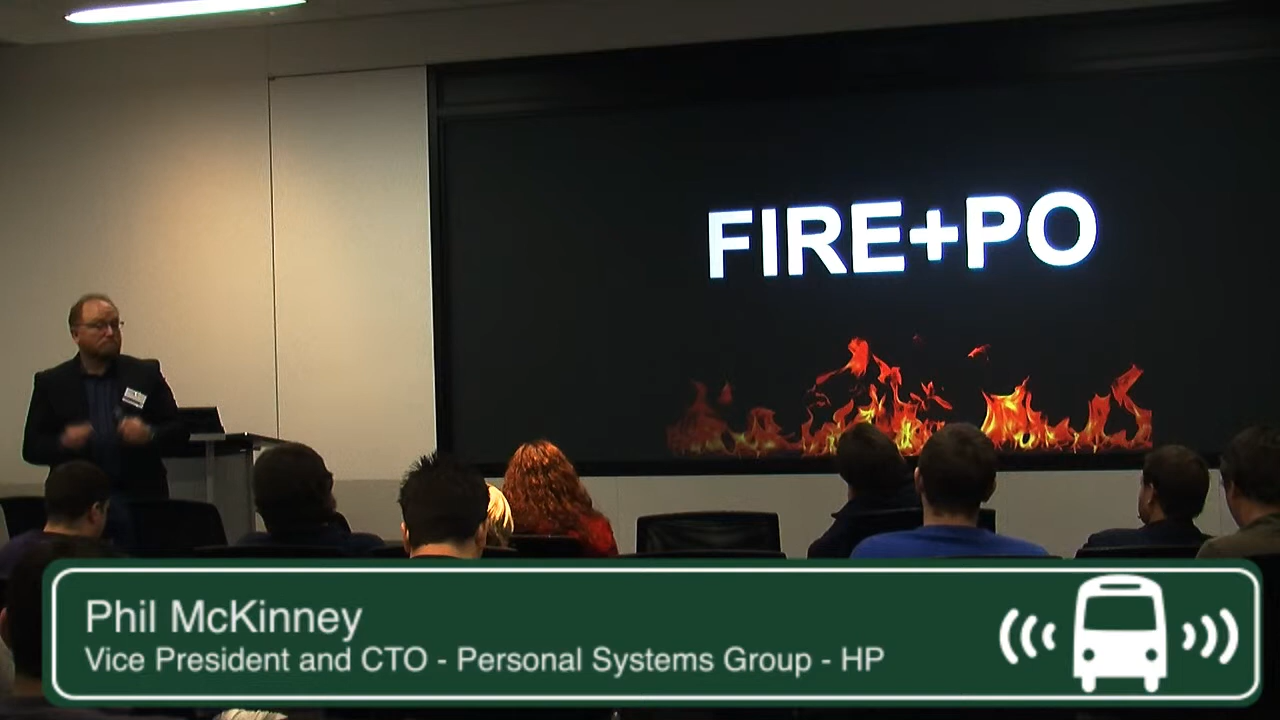 FIRE+PO
Phil McKinney
Vice President and CTO - Personal Systems Group - HP